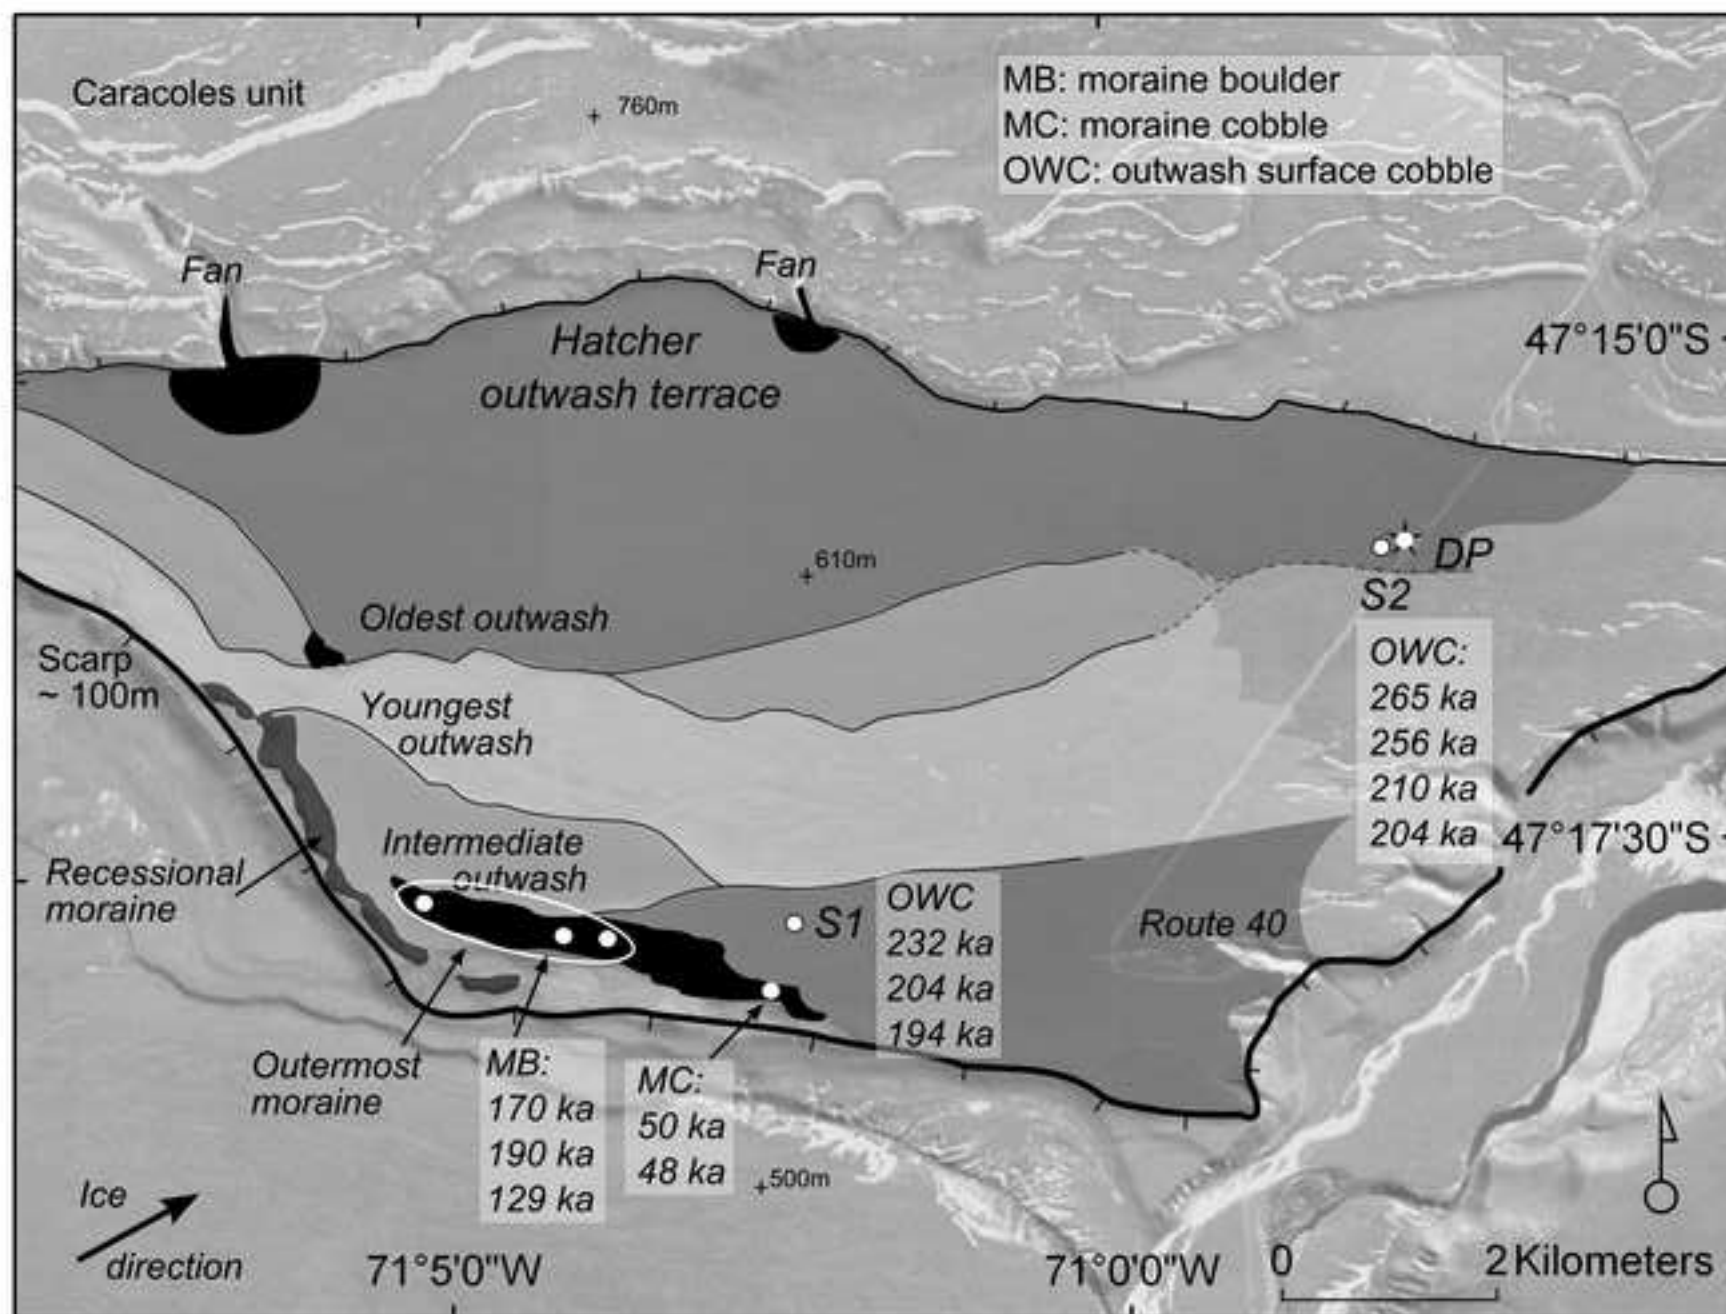 Caracoles unit
760m
MB: moraine boulder
MC: moraine cobble
OWC: outwash surface cobble
Fan
Fan
Hatcher
outwash terrace
47°15'0"S
DP
S2
610m
Oldest outwash
Scarp
~ 100m
Youngest
outwash
OWC:
265 ka
256 ka
210 ka
204 ka
47°17'30"S
Intermediate
outwash
Recessional
moraine
S1
OWC
232 ka
204 ka
194 ka
Route 40
Outermost
moraine
MB:
170 ka
190 ka
129 ka
MC:
50 ka
48 ka
500m
Ice
direction
71°5'0"W
71°0'0"W
0
2 Kilometers